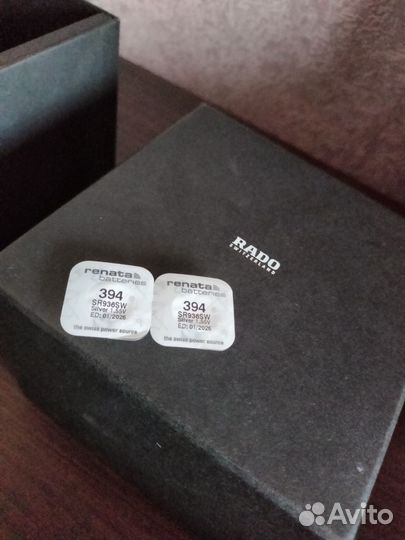 RADO
SWITZERLAND
renata
batteries
394
SR936SW
Silver 1.55V
ED: 01/2026
the swiss power source
renata
batteries
394
SR936SW
Silver 1.55V
ED: 01/2026
the swiss power source
Avito